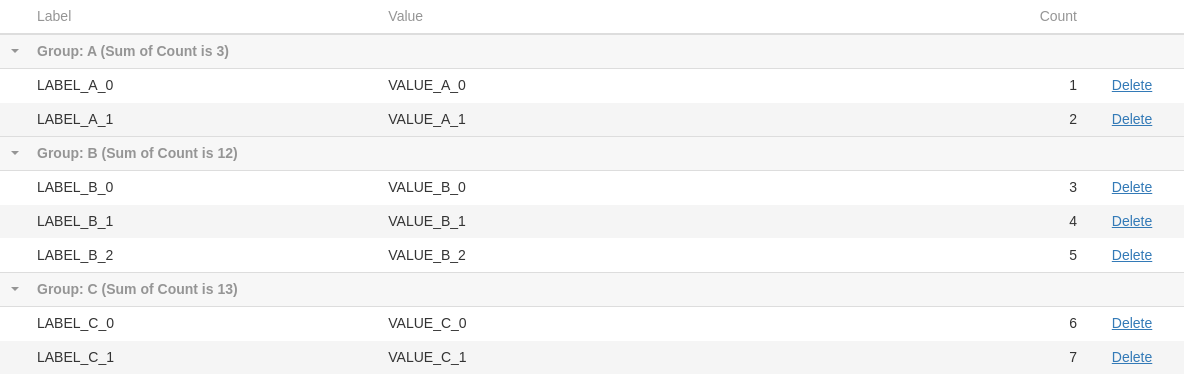 Label Value Count
Group: A (Sum of Count is 3)
LABEL_A_0 VALUE_A_0 1 Delete
LABEL_A_1 VALUE_A_1 2 Delete
Group: B (Sum of Count is 12)
LABEL_B_0 VALUE_B_0 3 Delete
LABEL_B_1 VALUE_B_1 4 Delete
LABEL_B_2 VALUE_B_2 5 Delete
Group: C (Sum of Count is 13)
LABEL_C_0 VALUE_C_0 6 Delete
LABEL_C_1 VALUE_C_1 7 Delete